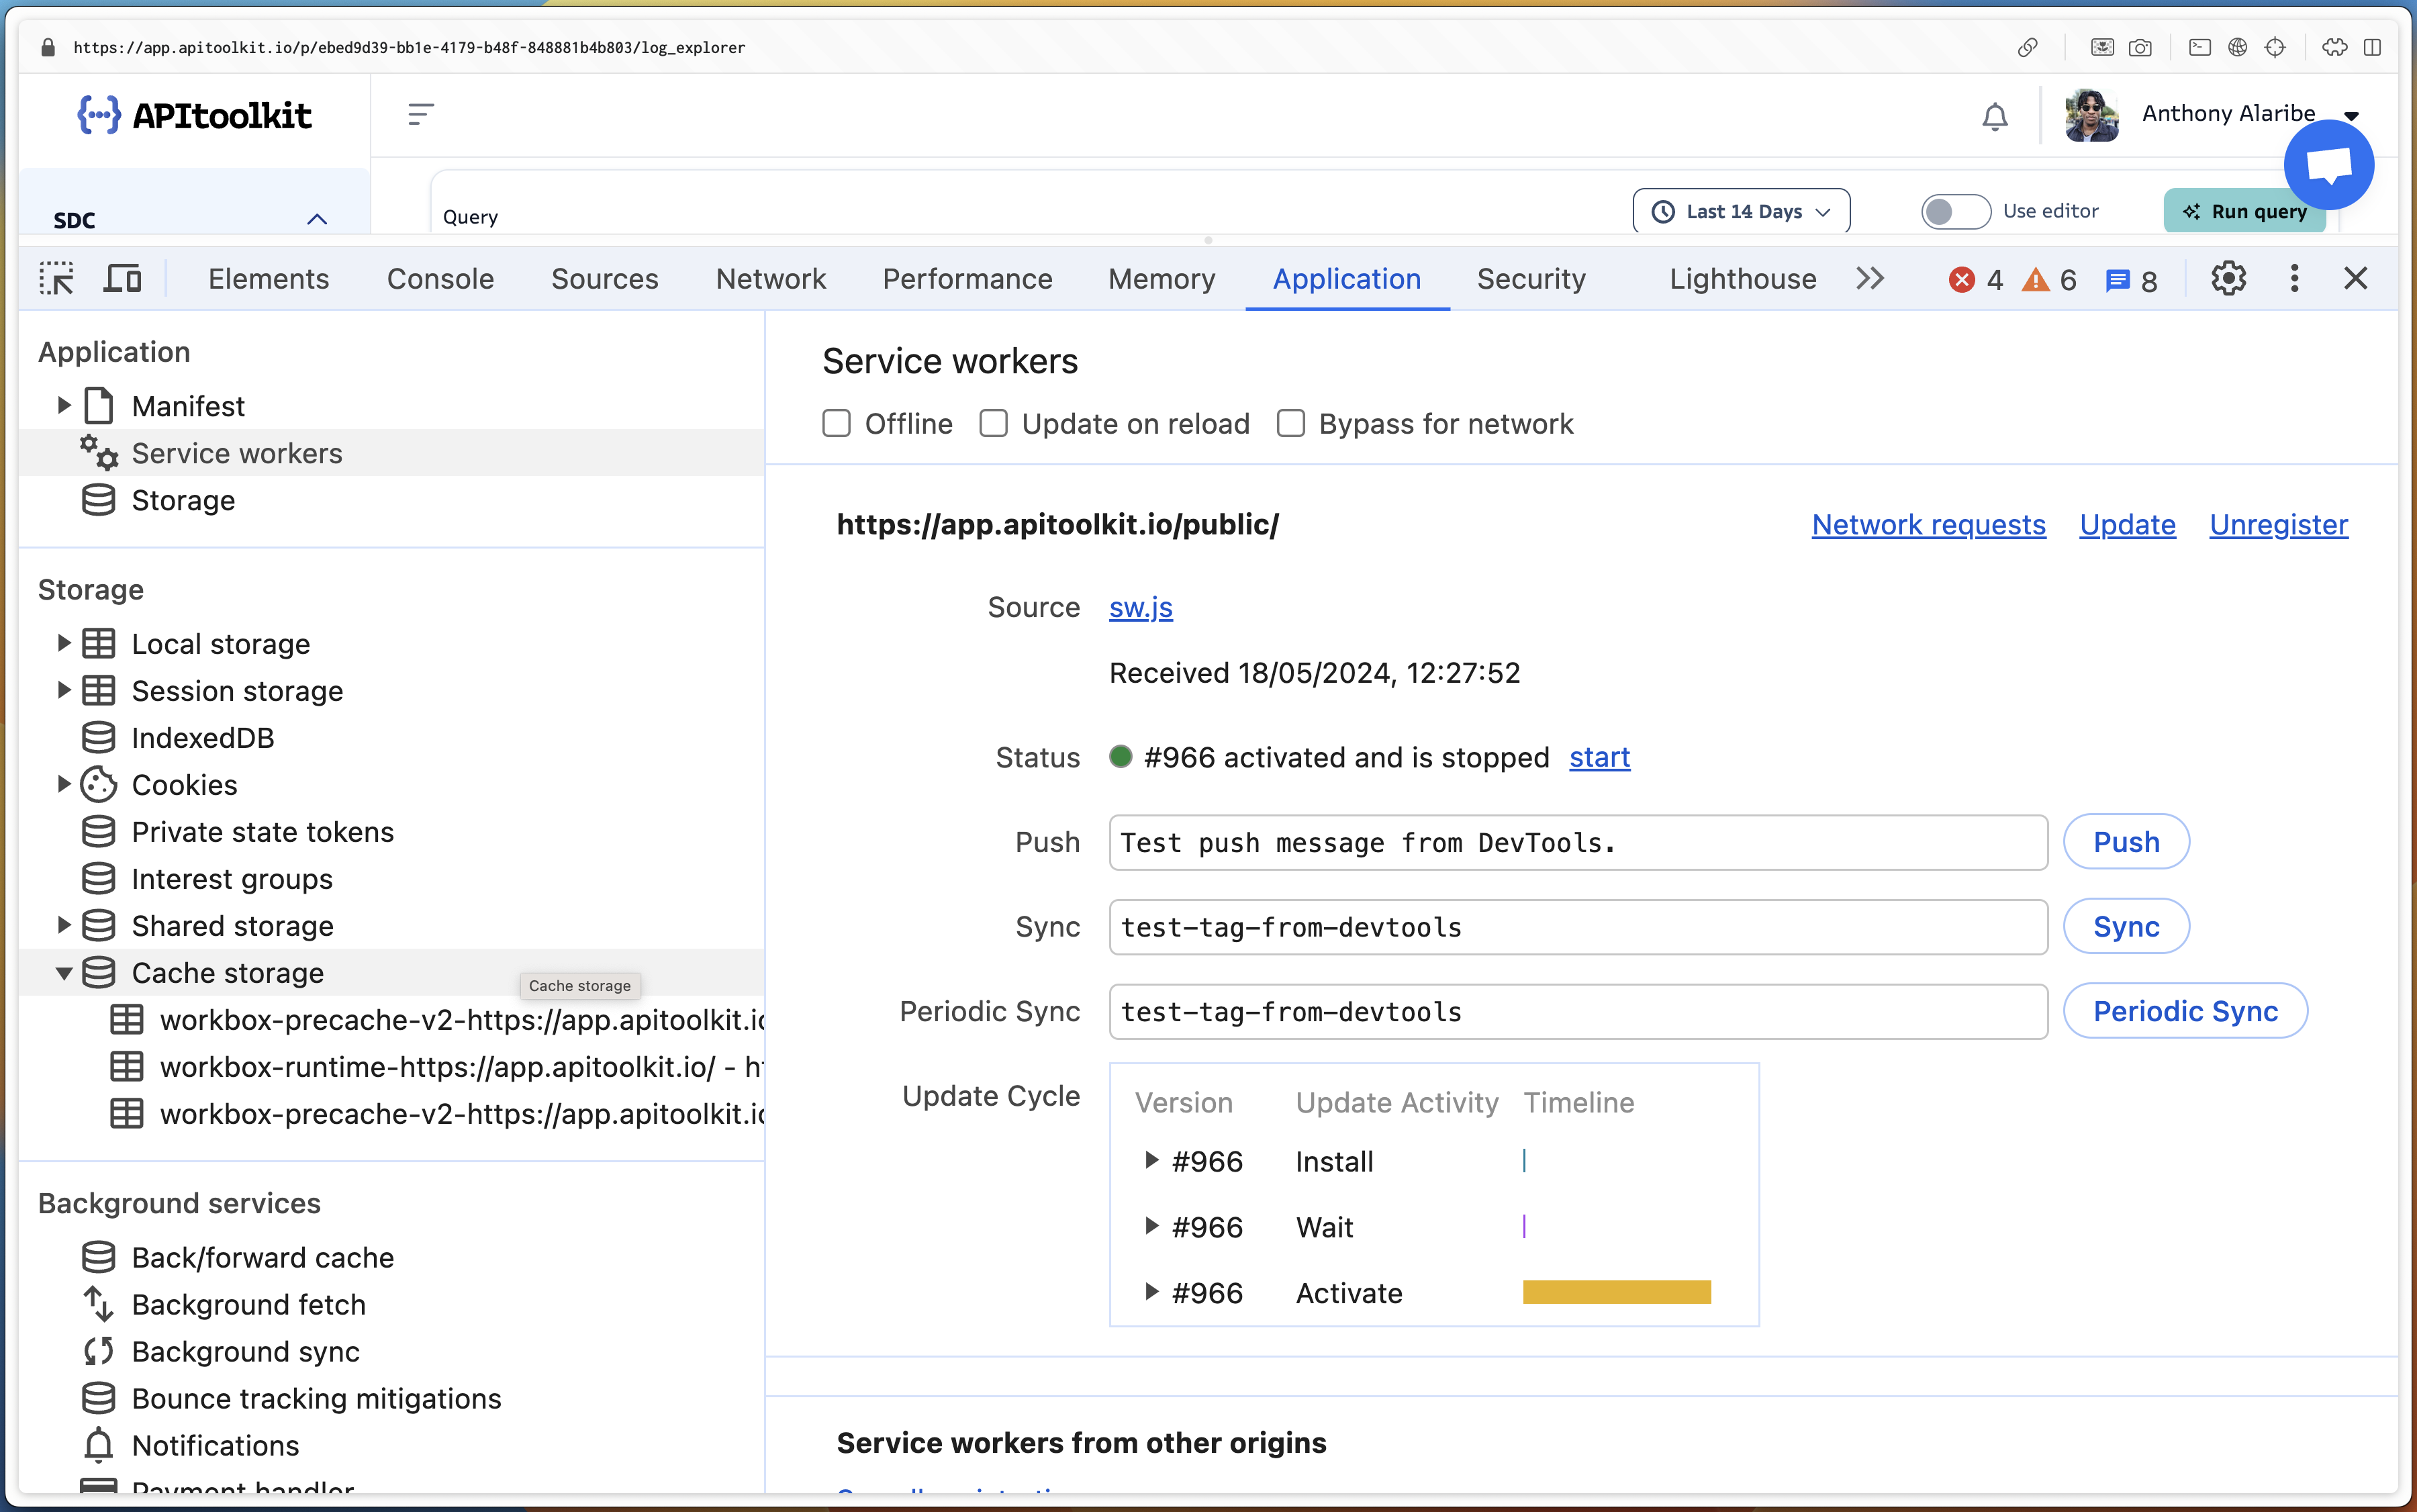 https://app.apitoolkit.io/p/ebed9d39-bb1e-4179-b48f-848881b4b803/log_explorer
APItoolkit
Anthony Alaribe
SDC
Query
Last 14 Days
Use editor
Run query
Elements
Console
Sources
Network
Performance
Memory
Application
Security
Lighthouse
4
6
8
Application
Manifest
Service workers
Storage
Storage
Local storage
Session storage
IndexedDB
Cookies
Private state tokens
Interest groups
Shared storage
Cache storage
Cache storage
workbox-precache-v2-https://app.apitoolkit.io
workbox-runtime-https://app.apitoolkit.io/ - h
workbox-precache-v2-https://app.apitoolkit.io
Background services
Back/forward cache
Background fetch
Background sync
Bounce tracking mitigations
Notifications
Payment handler
Service workers
Offline
Update on reload
Bypass for network
https://app.apitoolkit.io/public/
Network requests
Update
Unregister
Source
sw.js
Received 18/05/2024, 12:27:52
Status
#966 activated and is stopped
start
Push
Test push message from DevTools.
Push
Sync
test-tag-from-devtools
Sync
Periodic Sync
test-tag-from-devtools
Periodic Sync
Update Cycle
Version Update Activity Timeline
#966 Install
#966 Wait
#966 Activate
Service workers from other origins